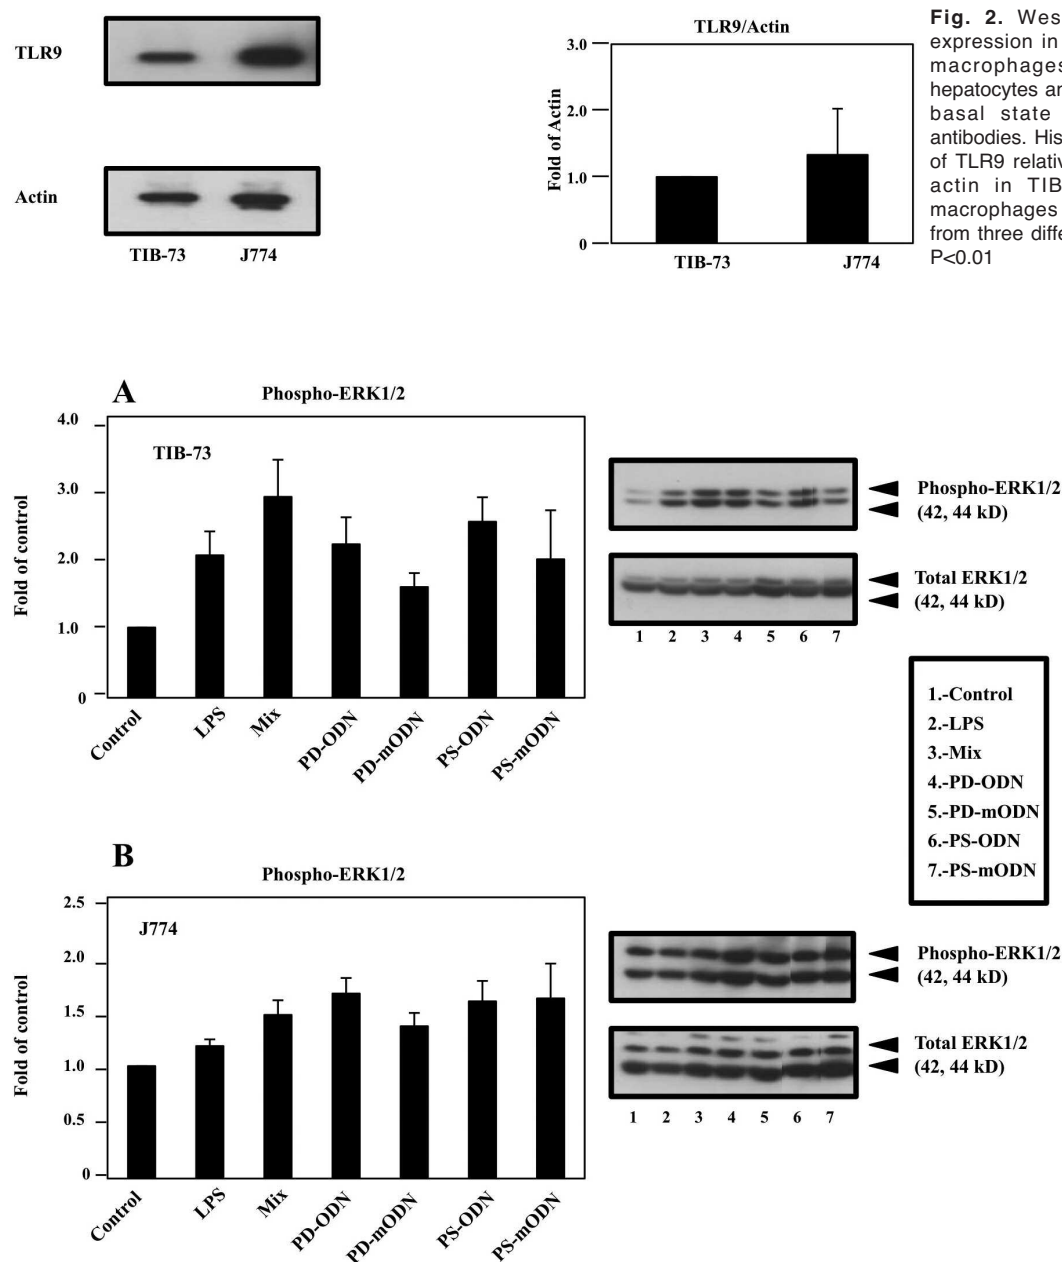 TLR9
Actin
TIB-73 J774
TLR9/Actin
Fold of Actin
3.0
2.0
1.0
0
TIB-73 J774
Fig. 2. Wes
expression in
macrophages
hepatocytes an
basal state
antibodies. His
of TLR9 relativ
actin in TIB
macrophages
from three diffe
P<0.01
A
Phospho-ERK1/2
TIB-73
Fold of control
4.0
3.0
2.0
1.0
0
Control LPS Mix PD-ODN PD-mODN PS-ODN PS-mODN
Phospho-ERK1/2
(42, 44 kD)
Total ERK1/2
(42, 44 kD)
1 2 3 4 5 6 7
1.-Control
2.-LPS
3.-Mix
4.-PD-ODN
5.-PD-mODN
6.-PS-ODN
7.-PS-mODN
B
Phospho-ERK1/2
J774
Fold of control
2.5
2.0
1.5
1.0
0.5
0
Control LPS Mix PD-ODN PD-mODN PS-ODN PS-mODN
Phospho-ERK1/2
(42, 44 kD)
Total ERK1/2
(42, 44 kD)
1 2 3 4 5 6 7